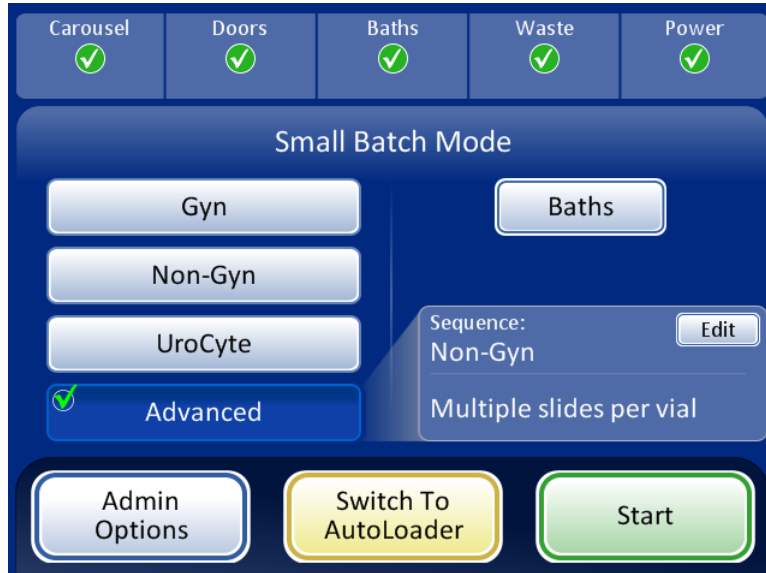 Carousel
Doors
Baths
Waste
Power
Small Batch Mode
Gyn
Baths
Non-Gyn
UroCyte
Sequence:
Edit
Non-Gyn
Advanced
Multiple slides per vial
Admin
Options
Switch To
AutoLoader
Start